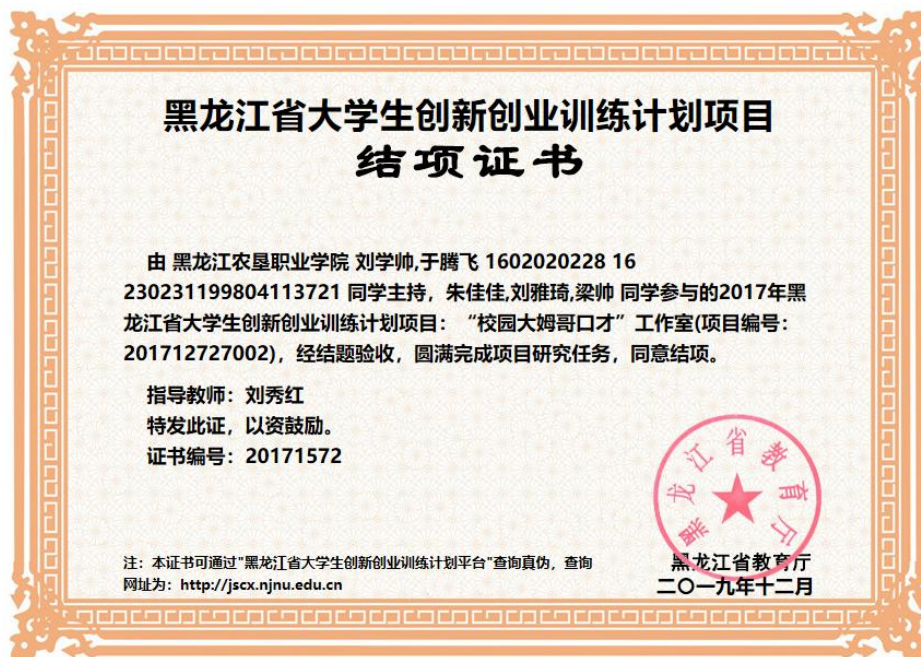 黑龙江省大学生创新创业训练计划项目
结项证书
由 黑龙江农垦职业学院 刘学帅,于腾飞 1602020228 16
230231199804113721 同学主持，朱佳佳,刘雅琦,梁帅 同学参与的2017年黑
龙江省大学生创新创业训练计划项目：“校园大姆哥口才”工作室(项目编号：
201712727002)，经结题验收，圆满完成项目研究任务，同意结项。
指导教师：刘秀红
特发此证，以资鼓励。
证书编号：20171572
黑龙江省教育厅
注：本证书可通过"黑龙江省大学生创新创业训练计划平台"查询真伪，查询
网址为：http://jscx.njnu.edu.cn
黑龙江省教育厅
二〇一九年十二月